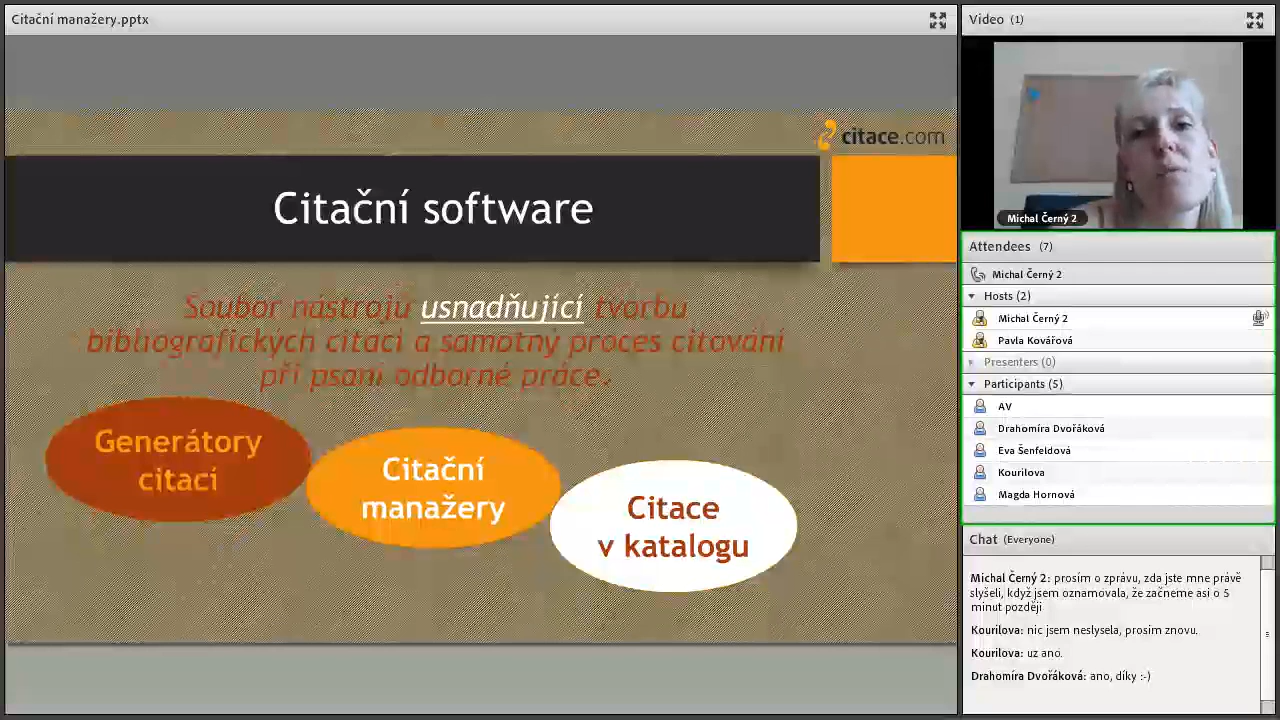 Citační manažery.pptx
citace.com
Citační software
Soubor nástrojů usnadňující tvorbu
bibliografických citací a samotný proces citování
při psaní odborné práce.
Generátory
citací
Citační
manažery
Citace
v katalogu
Video (1)
Michal Černý 2
Attendees (7)
Michal Černý 2
Hosts (2)
Michal Černý 2
Pavla Kovářová
Presenters (0)
Participants (5)
AV
Drahomíra Dvořáková
Eva Šenfeldová
Kourilova
Magda Hornová
Chat (Everyone)
Michal Černý 2: prosím o zprávu, zda jste mne právě
slyšeli, když jsem oznamovala, že začneme asi o 5
minut později
Kourilova: nic jsem neslysela, prosim znovu.
Kourilova: uz ano.
Drahomíra Dvořáková: ano, díky :-)